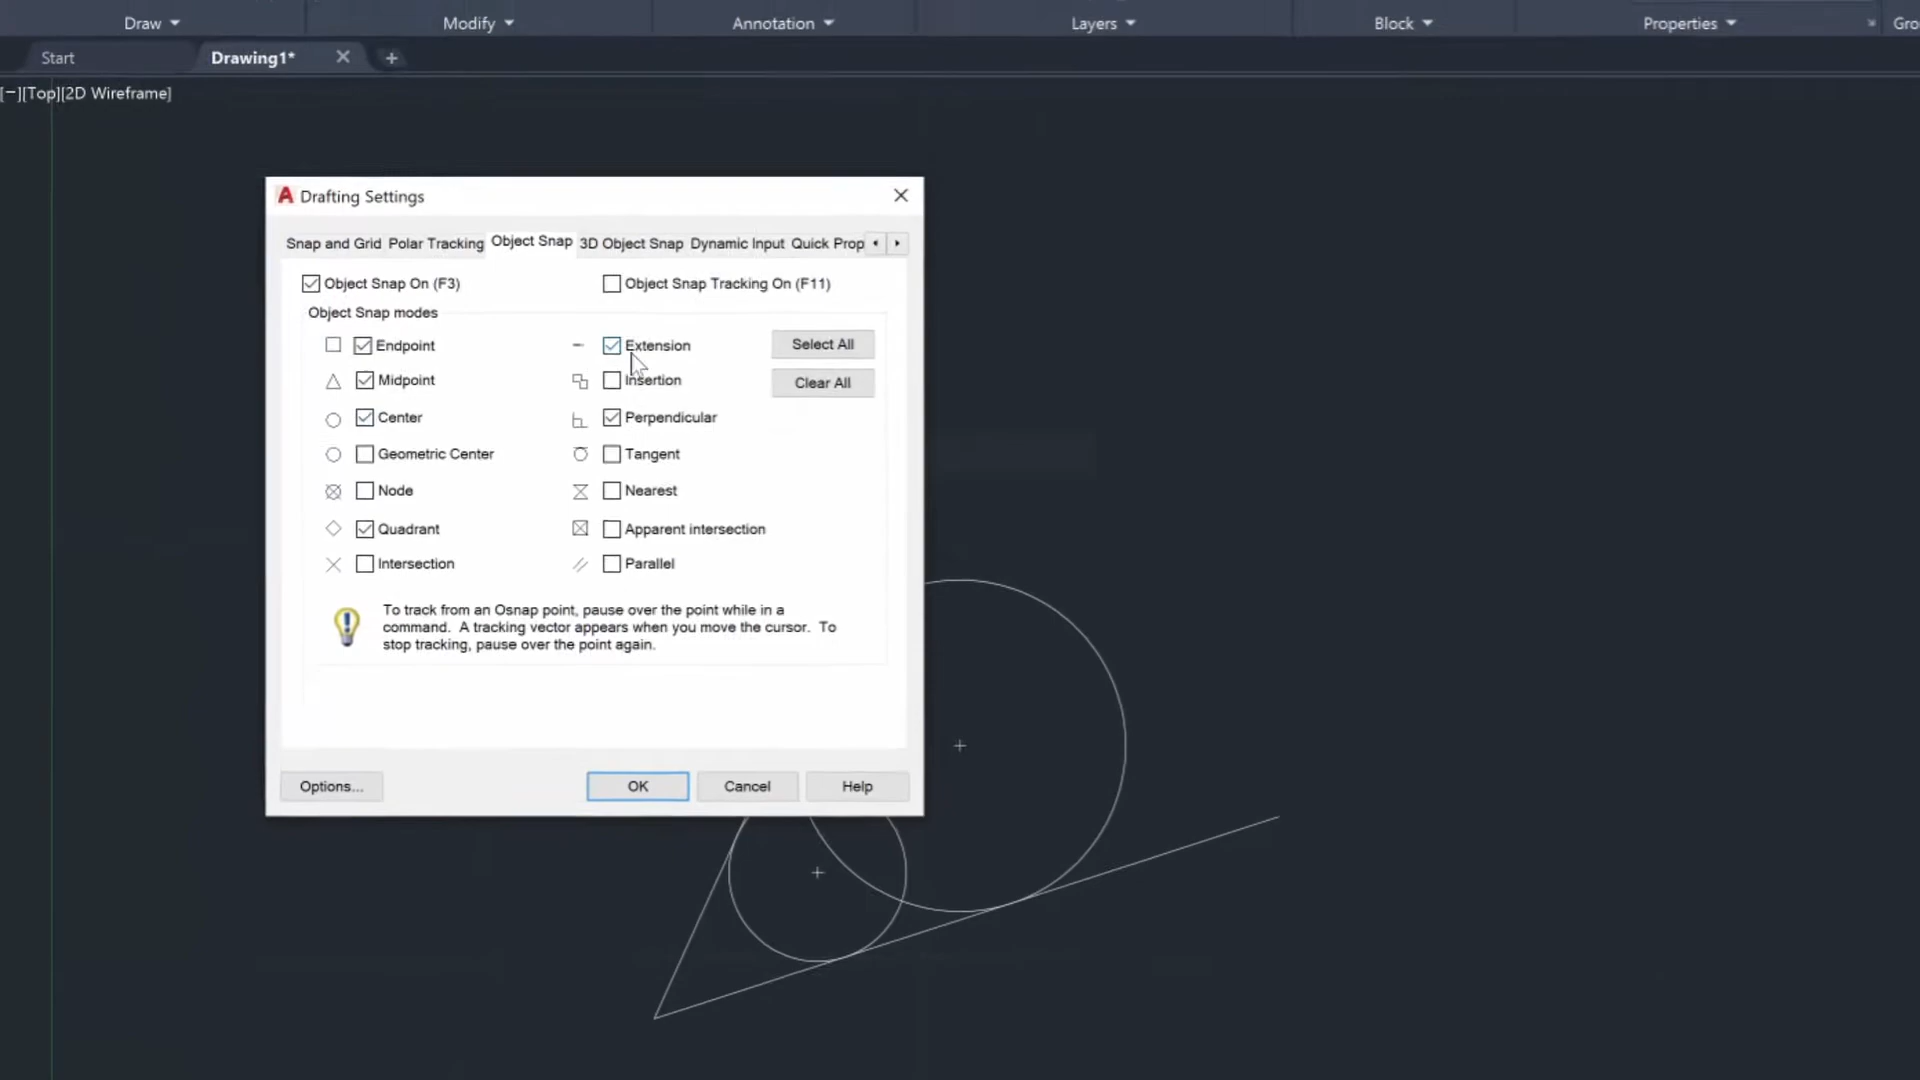 Draw Modify Annotation Layers Block Properties Gro
Start Drawing1* +
[−][Top][2D Wireframe]
A Drafting Settings
Snap and Grid Polar Tracking Object Snap 3D Object Snap Dynamic Input Quick Prop
Object Snap On (F3) Object Snap Tracking On (F11)
Object Snap modes
Endpoint Extension Select All
Midpoint Insertion Clear All
Center Perpendicular
Geometric Center Tangent
Node Nearest
Quadrant Apparent intersection
Intersection Parallel
To track from an Osnap point, pause over the point while in a
command. A tracking vector appears when you move the cursor. To
stop tracking, pause over the point again.
Options... OK Cancel Help